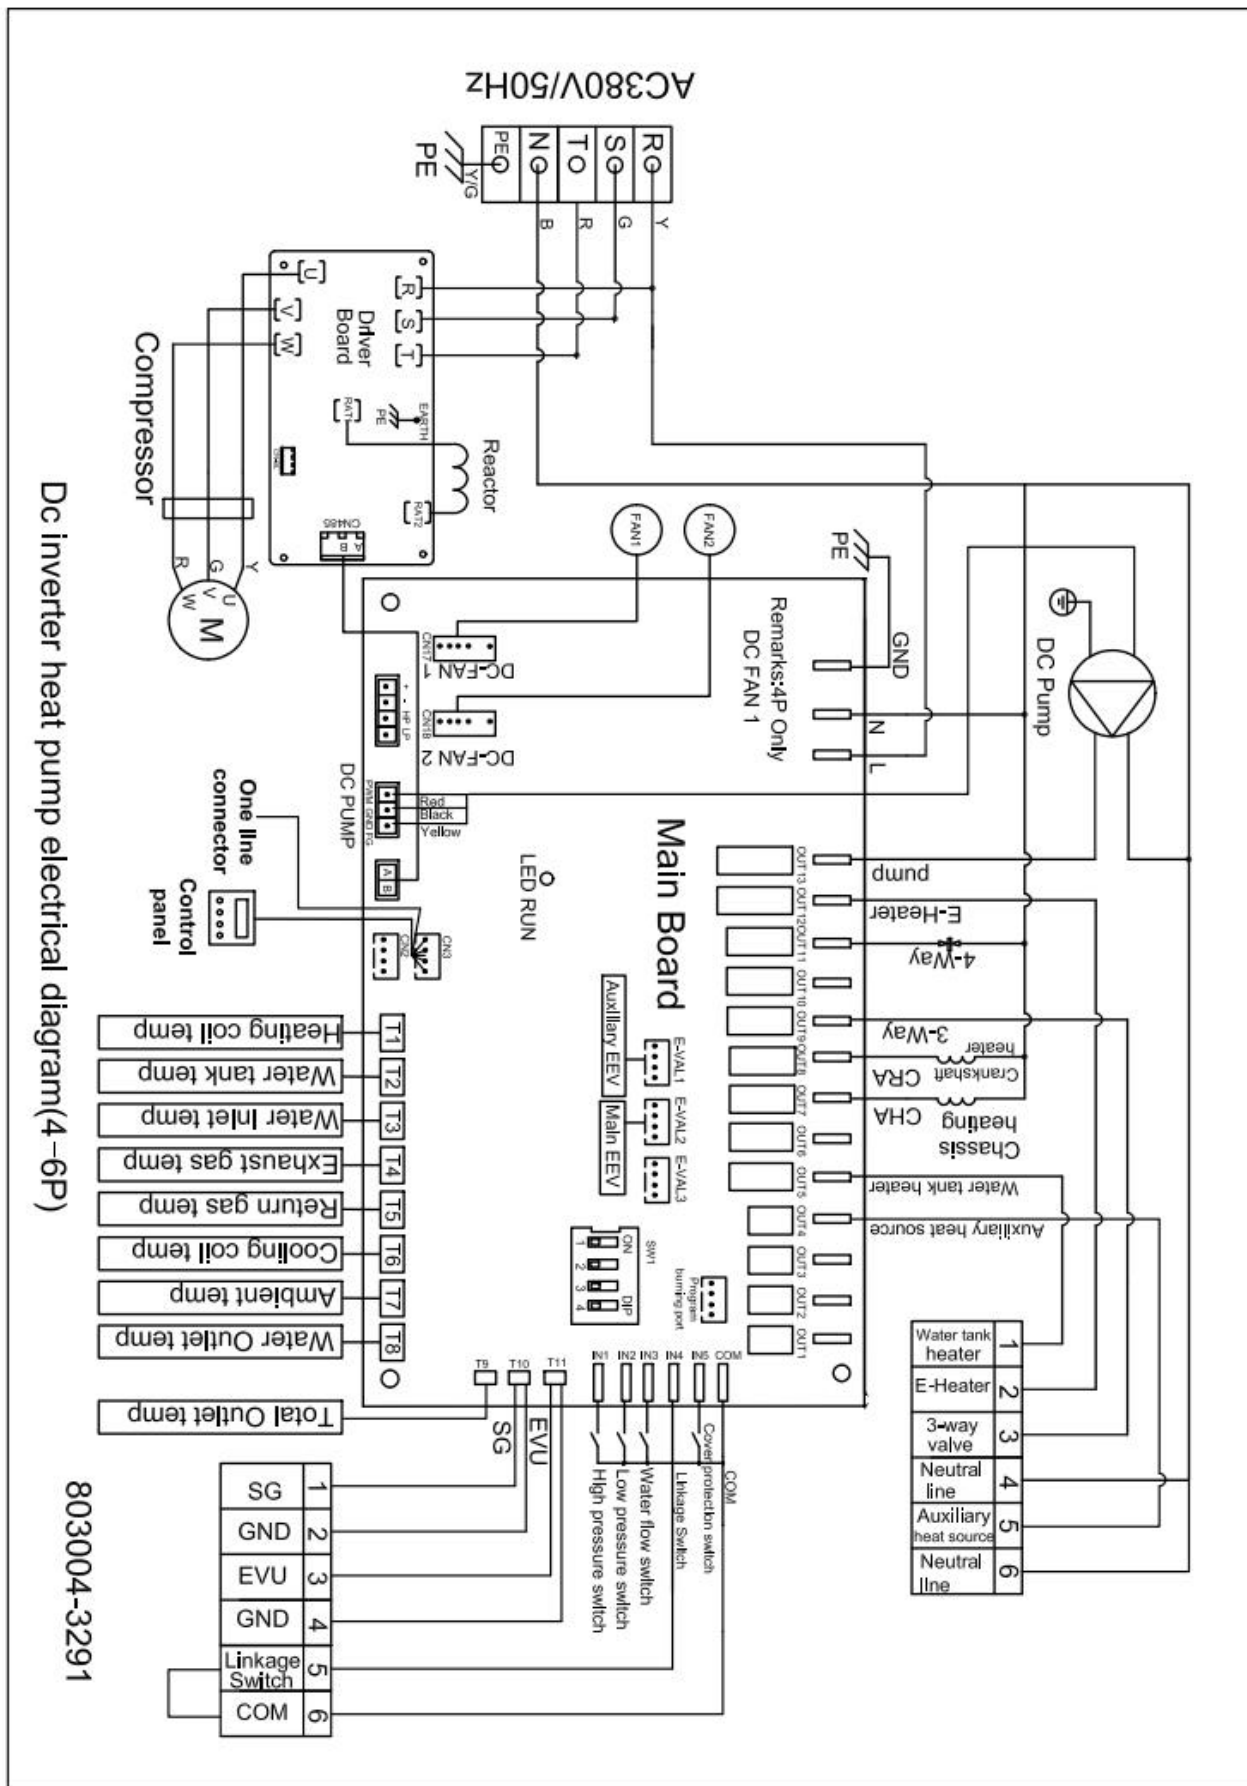 AC380V/50Hz
PE
N
T
S
R
PE
Y/G
B
R
G
Y
U
V
W
R
S
T
Driver
Board
RAT1
PE
EARTH
RAT2
CN485
A
B
Reactor
Compressor
R
G
Y
W
V
U
M
FAN1
FAN2
PE
GND
N
L
Remarks:4P Only
DC FAN 1
DC Pump
CN17
DC-FAN 1
CN18
DC-FAN 2
+ - HP LP
DC PUMP
PWM GND FG
Red
Black
Yellow
A
B
One line
connector
Control
panel
CN2
CN3
LED RUN
Main Board
Auxiliary EEV
Main EEV
E-VAL1
E-VAL2
E-VAL3
OUT13
OUT12
OUT11
OUT10
OUT9
OUT8
OUT7
OUT6
OUT5
OUT4
OUT3
OUT2
OUT1
pump
E-Heater
4-Way
3-Way
CRA
Crankshaft
heater
CHA
Chassis
heating
Water tank heater
Auxiliary heat source
SW1
ON
DIP
1
2
3
4
Program
burning port
T1
Heating coil temp
T2
Water tank temp
T3
Water Inlet temp
T4
Exhaust gas temp
T5
Return gas temp
T6
Cooling coil temp
T7
Ambient temp
T8
Water Outlet temp
Total Outlet temp
T9
T10
T11
SG
EVU
IN1
IN2
IN3
IN4
IN5
COM
High pressure switch
Low pressure switch
Water flow switch
Linkage Switch
Cover protection switch
COM
SG 1
GND 2
EVU 3
GND 4
Linkage
Switch 5
COM 6
Water tank
heater 1
E-Heater 2
3-way
valve 3
Neutral
line 4
Auxiliary
heat source 5
Neutral
line 6
Dc inverter heat pump electrical diagram(4-6P)
803004-3291